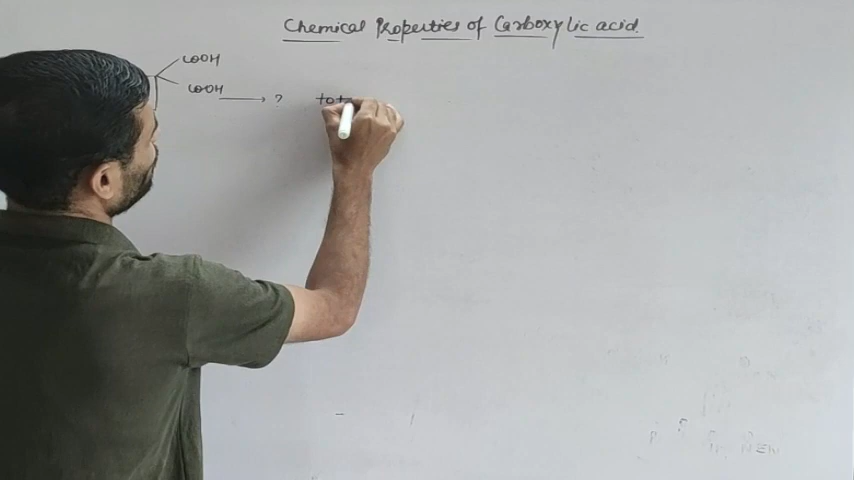 Chemical Properties of Carboxylic acid.
COOH
COOH → ?